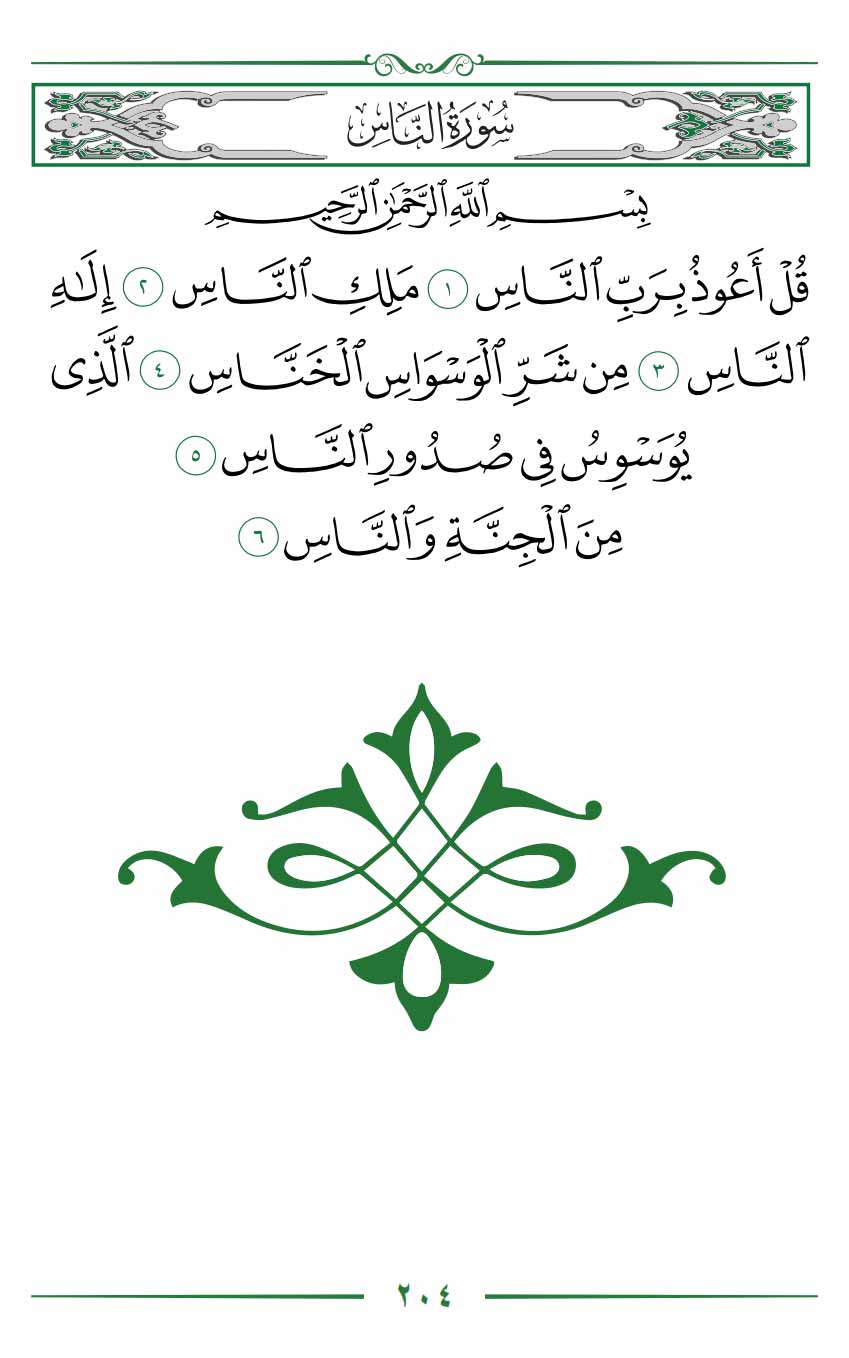 سُورَةُ النَّاسِ
بِسْمِ ٱللَّهِ ٱلرَّحْمَٰنِ ٱلرَّحِيمِ
قُلْ أَعُوذُ بِرَبِّ ٱلنَّاسِ ١ مَلِكِ ٱلنَّاسِ ٢ إِلَٰهِ
ٱلنَّاسِ ٣ مِن شَرِّ ٱلْوَسْوَاسِ ٱلْخَنَّاسِ ٤ ٱلَّذِى
يُوَسْوِسُ فِى صُدُورِ ٱلنَّاسِ ٥
مِنَ ٱلْجِنَّةِ وَٱلنَّاسِ ٦
٢٠٤